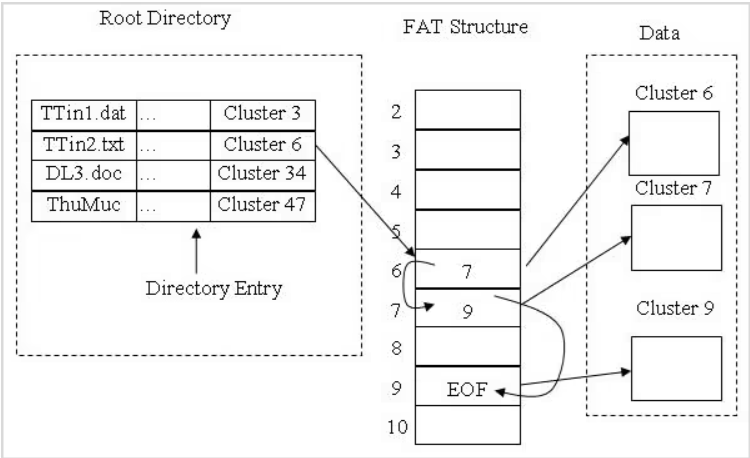 Root Directory
FAT Structure
Data
TTin1.dat ... Cluster 3
TTin2.txt ... Cluster 6
DL3.doc ... Cluster 34
ThuMuc ... Cluster 47
Directory Entry
2
3
4
5
6 7
7 9
8
9 EOF
10
Cluster 6
Cluster 7
Cluster 9